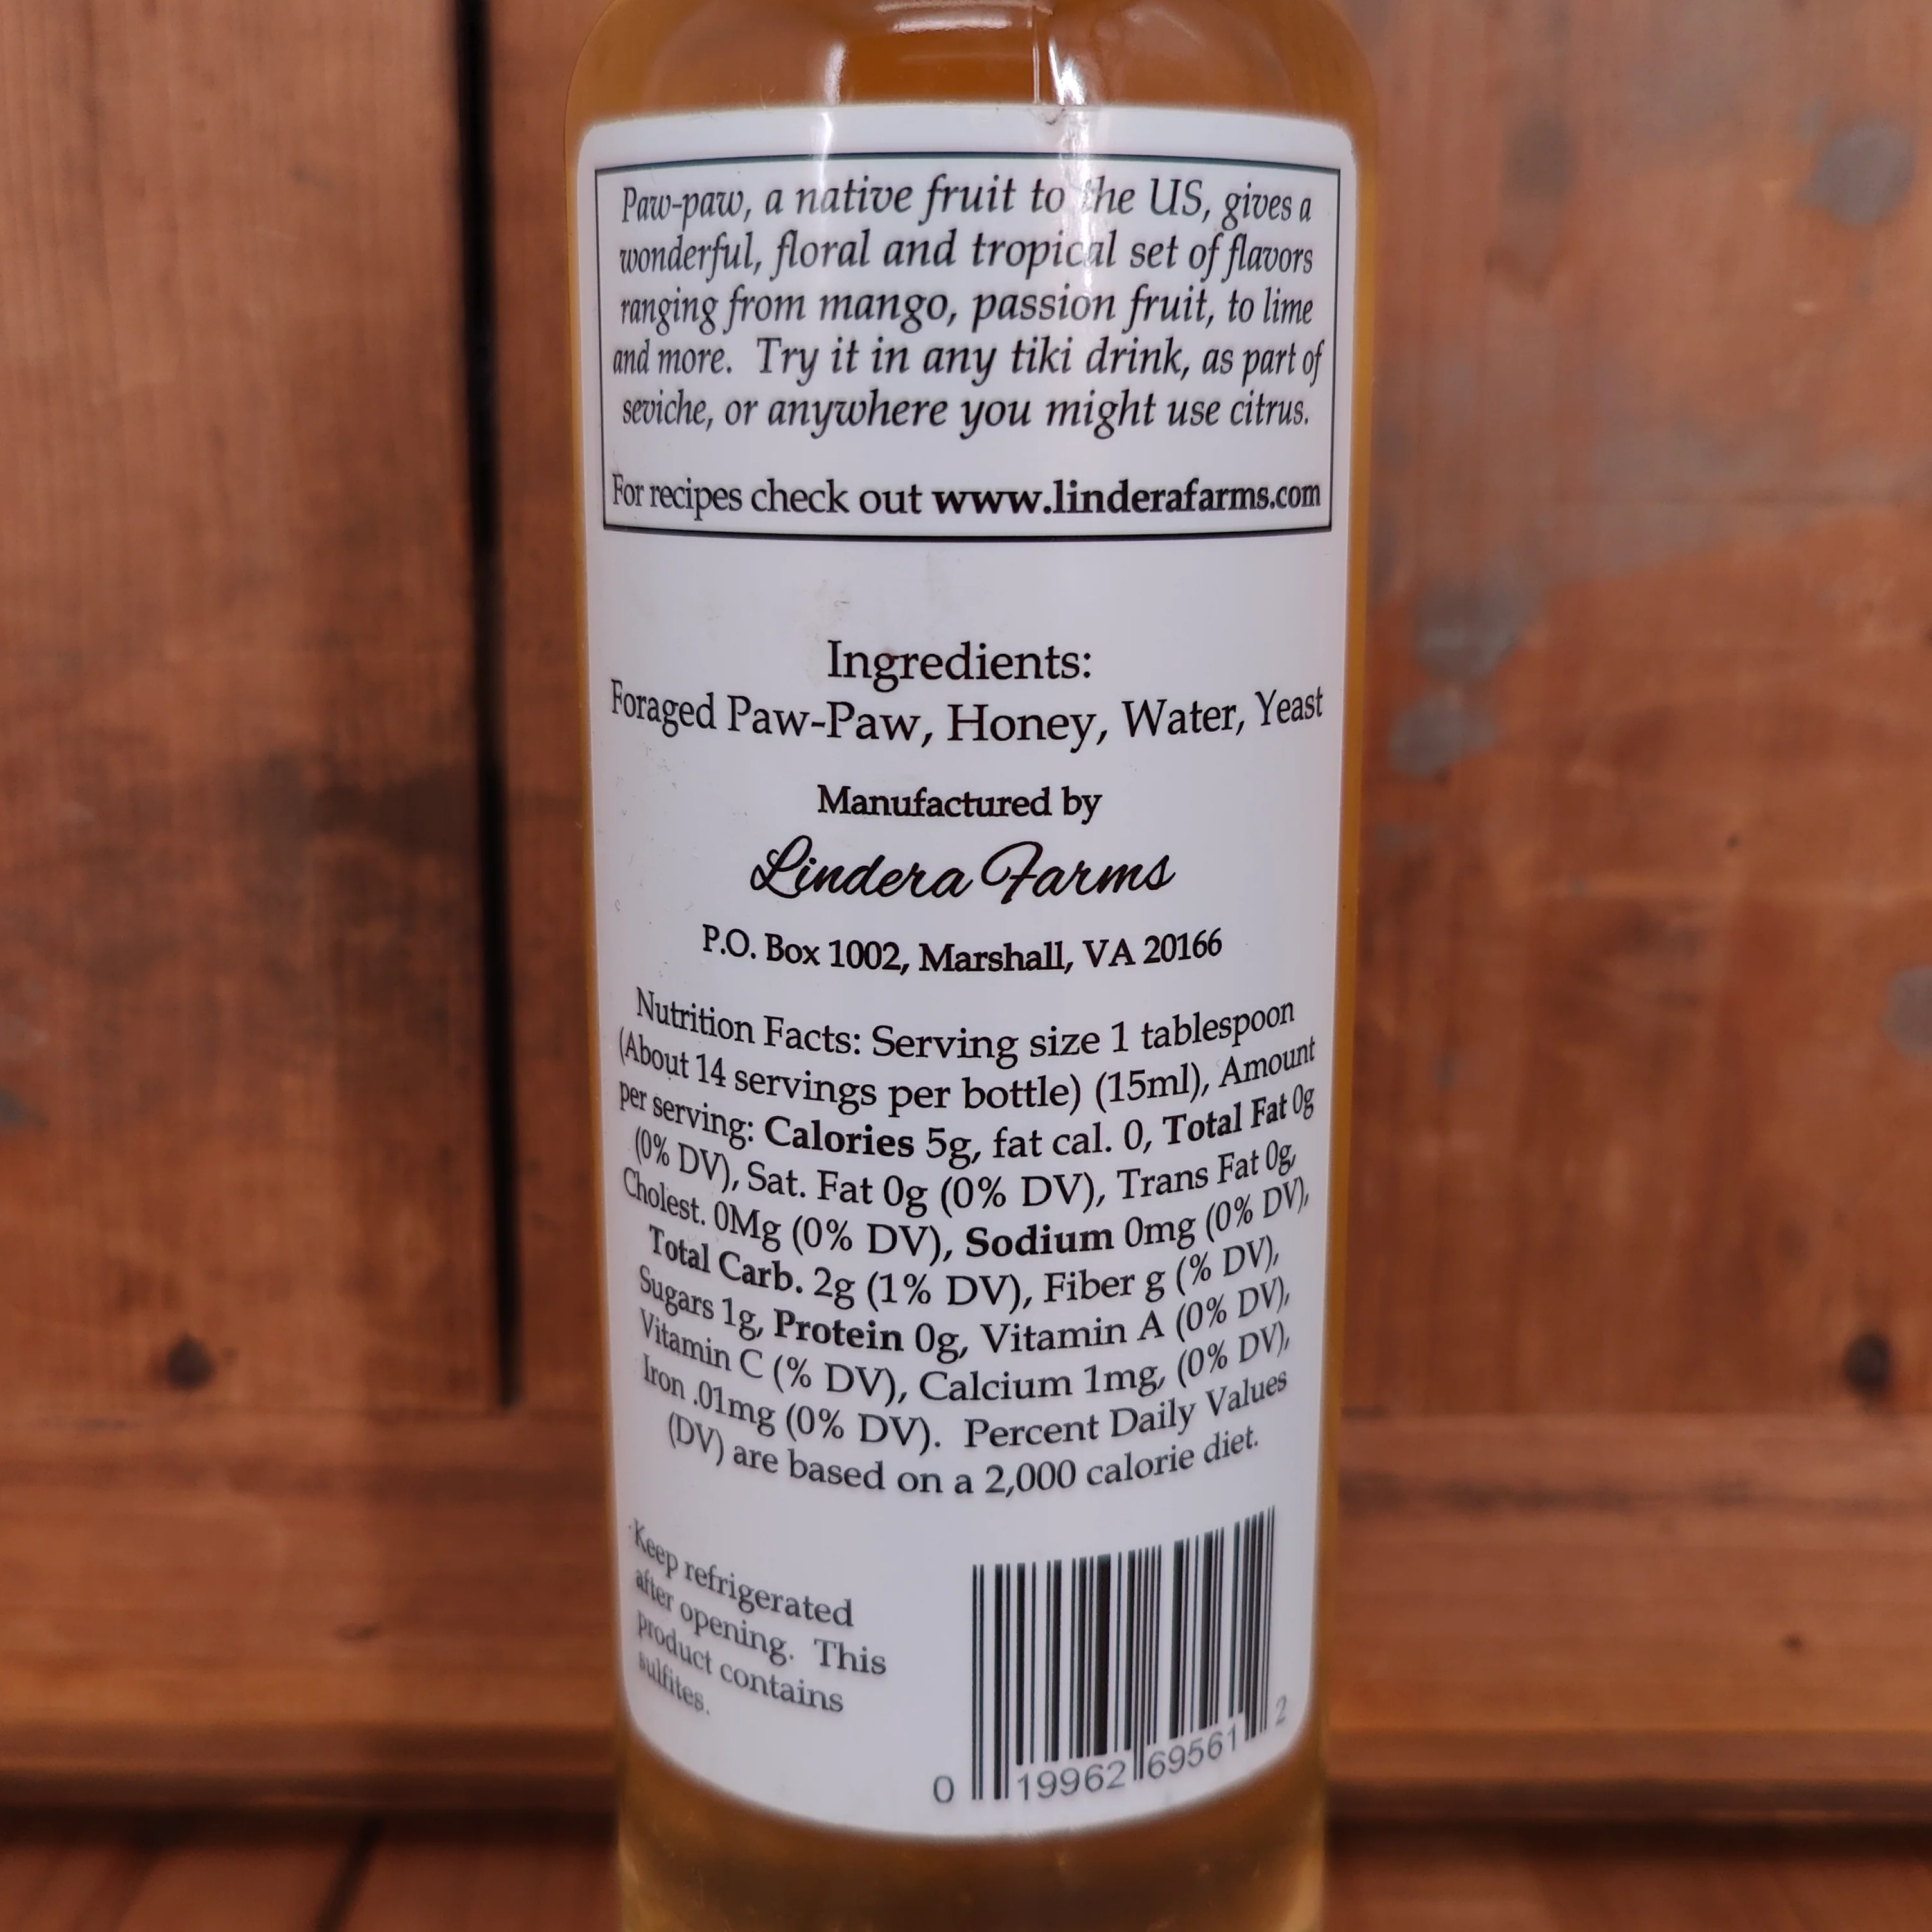 Paw-paw, a native fruit to the US, gives a
wonderful, floral and tropical set of flavors
ranging from mango, passion fruit, to lime
and more. Try it in any tiki drink, as part of
seviche, or anywhere you might use citrus.
For recipes check out www.linderafarms.com
Ingredients:
Foraged Paw-Paw, Honey, Water, Yeast
Manufactured by
Lindera Farms
P.O. Box 1002, Marshall, VA 20166
Nutrition Facts: Serving size 1 tablespoon
(About 14 servings per bottle) (15ml), Amount
per serving: Calories 5g, fat cal. 0, Total Fat 0g
(0% DV), Sat. Fat 0g (0% DV), Trans Fat 0g,
Cholest. 0Mg (0% DV), Sodium 0mg (0% DV),
Total Carb. 2g (1% DV), Fiber g (% DV),
Sugars 1g, Protein 0g, Vitamin A (0% DV),
Vitamin C (% DV), Calcium 1mg, (0% DV),
Iron .01mg (0% DV). Percent Daily Values
(DV) are based on a 2,000 calorie diet.
Keep refrigerated
after opening. This
product contains
sulfites.
0 19962 69561 2